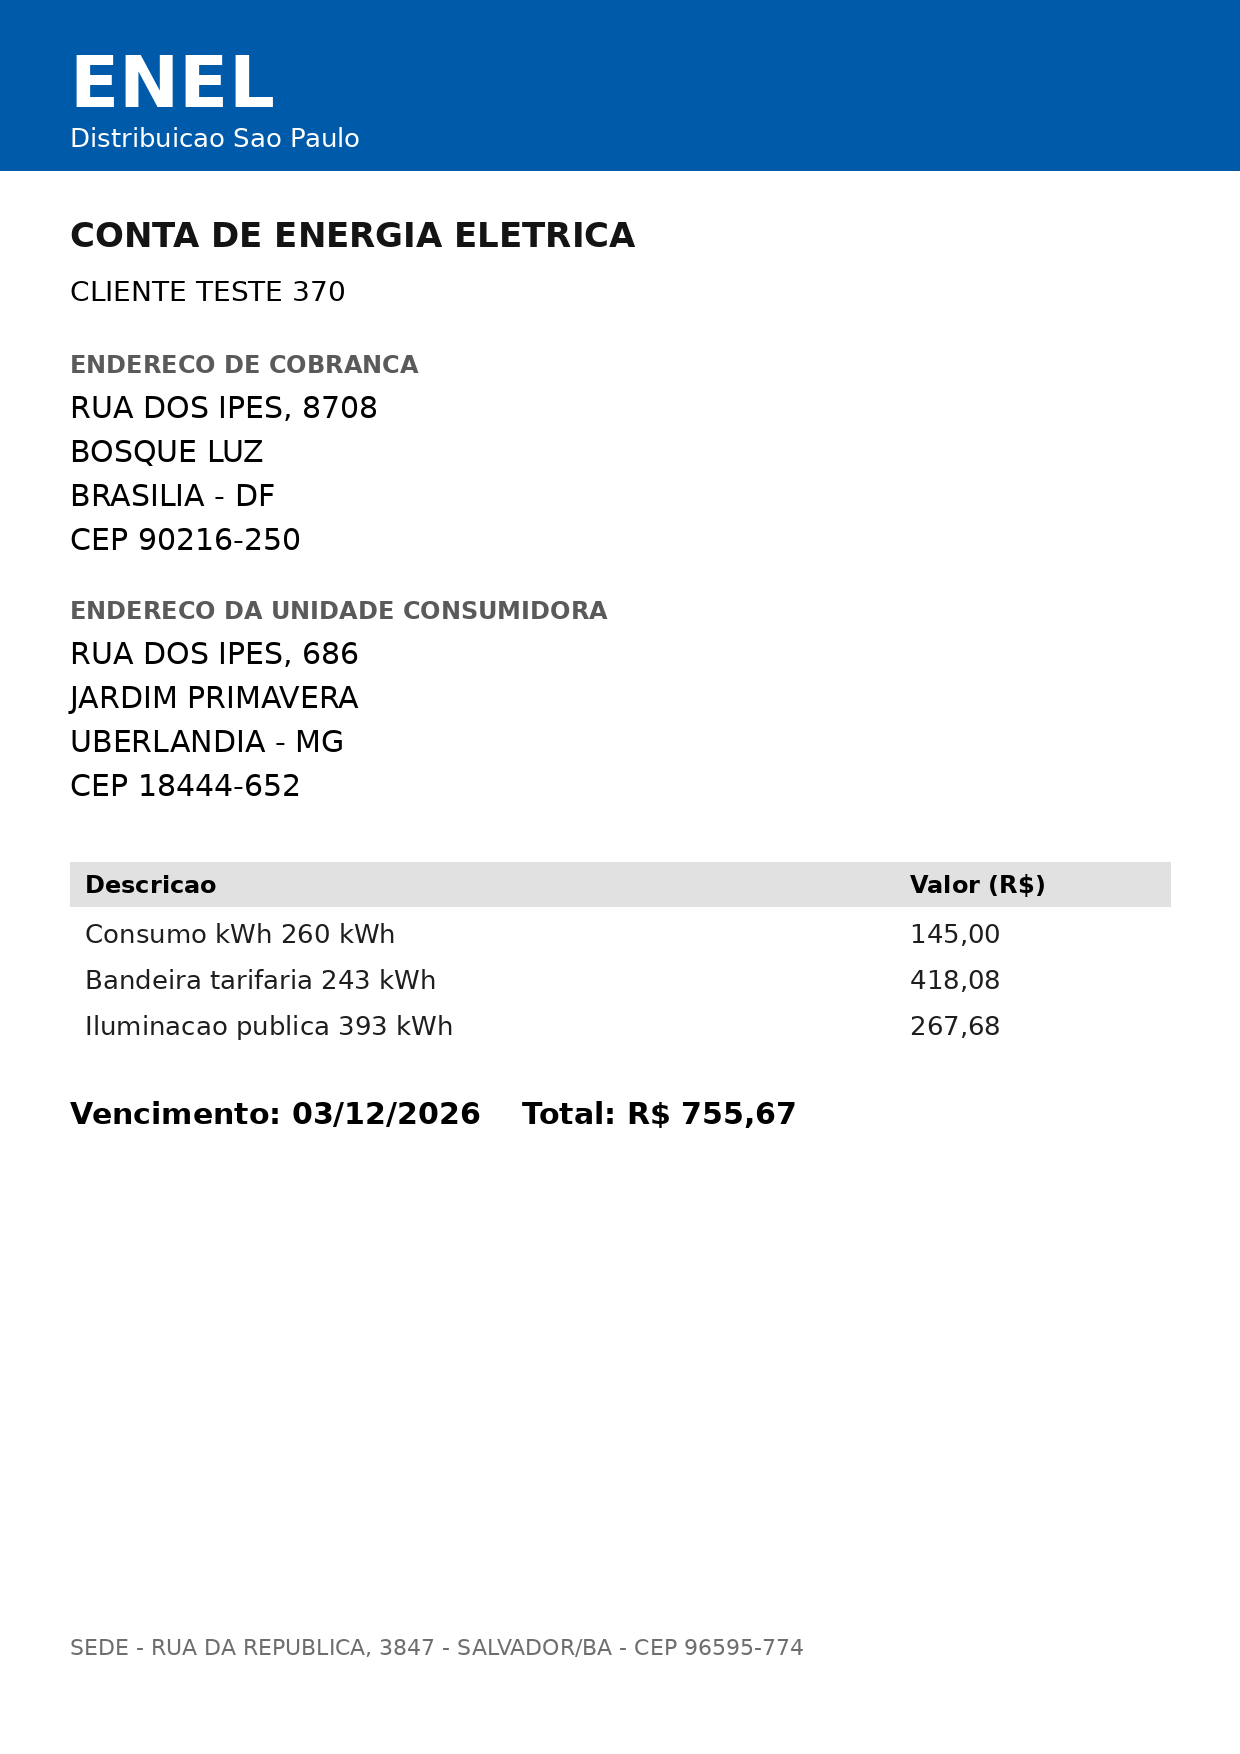 ENEL
Distribuicao Sao Paulo
CONTA DE ENERGIA ELETRICA
CLIENTE TESTE 370
ENDERECO DE COBRANCA
RUA DOS IPES, 8708
BOSQUE LUZ
BRASILIA - DF
CEP 90216-250
ENDERECO DA UNIDADE CONSUMIDORA
RUA DOS IPES, 686
JARDIM PRIMAVERA
UBERLANDIA - MG
CEP 18444-652
Descricao Valor (R$)
Consumo kWh 260 kWh 145,00
Bandeira tarifaria 243 kWh 418,08
Iluminacao publica 393 kWh 267,68
Vencimento: 03/12/2026 Total: R$ 755,67
SEDE - RUA DA REPUBLICA, 3847 - SALVADOR/BA - CEP 96595-774